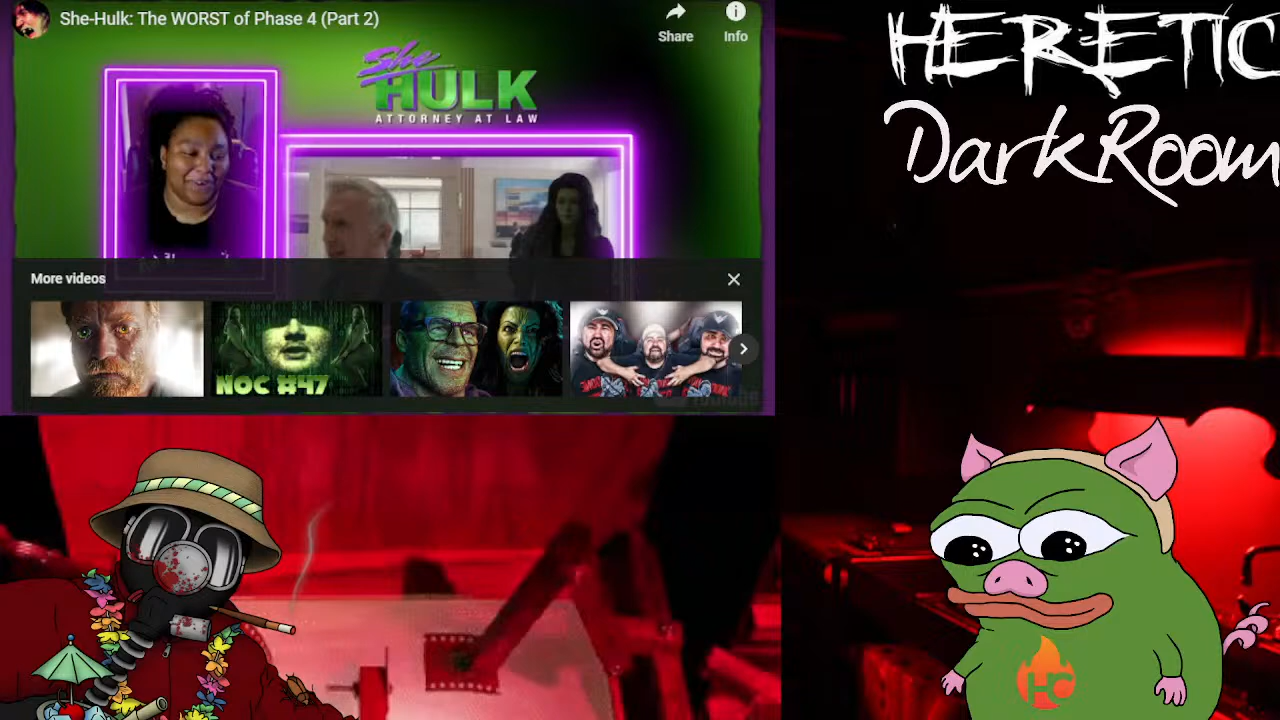 She-Hulk: The WORST of Phase 4 (Part 2)
Share
Info
She
HULK
ATTORNEY AT LAW
More videos
NOC #47
HERETIC
DarkRoom
HC